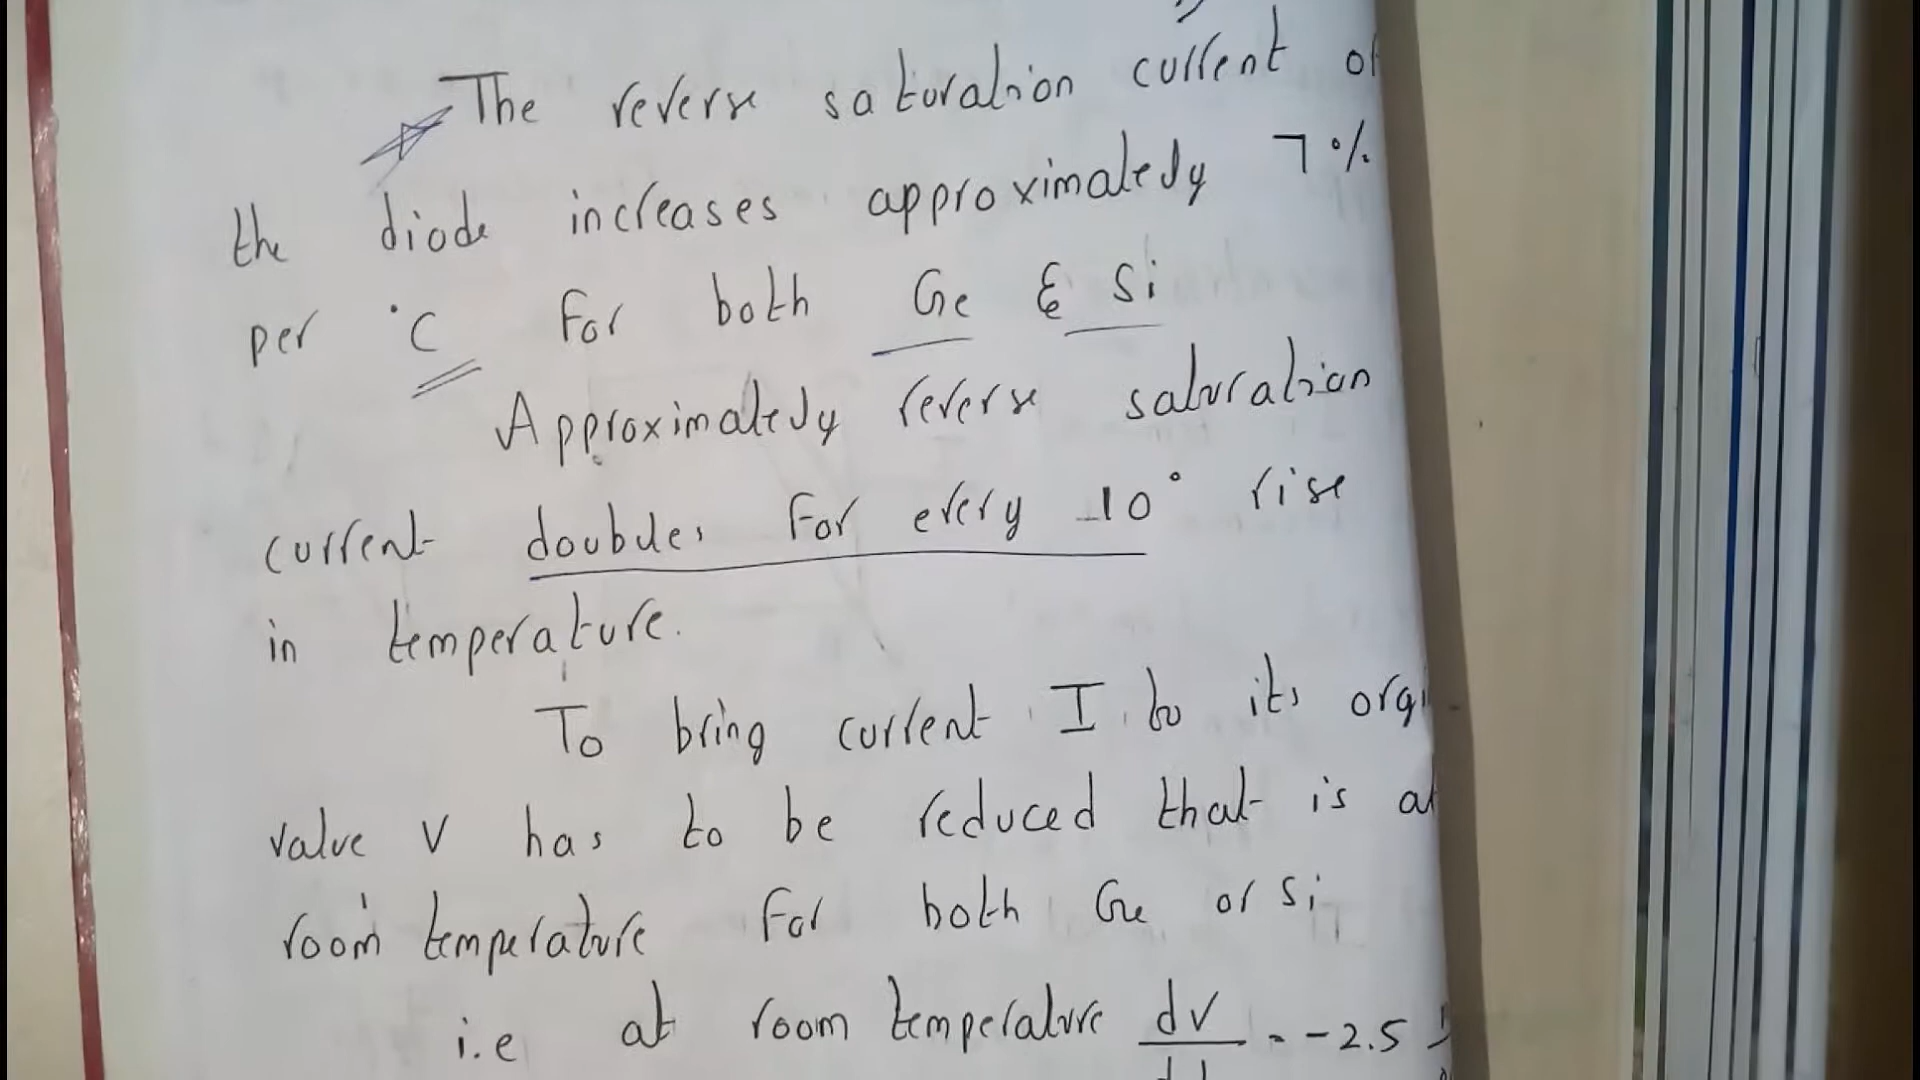 The reverse saturation current of
the diode increases approximately 7%
per °C for both Ge & Si
Approximately reverse saturation
current doubles for every 10° rise
in temperature.
To bring current I to its
value V has to be reduced that is at
room temperature for both Ge or Si
i.e at room temperature dv = -2.5